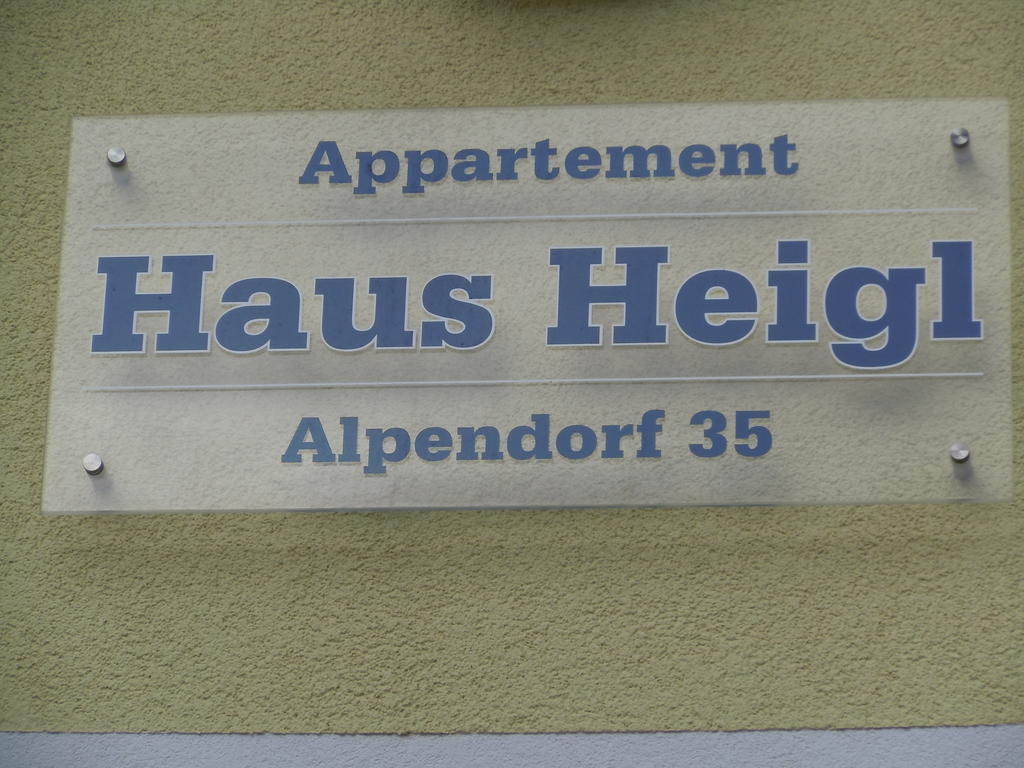 Appartement
Haus Heigl
Alpendorf 35